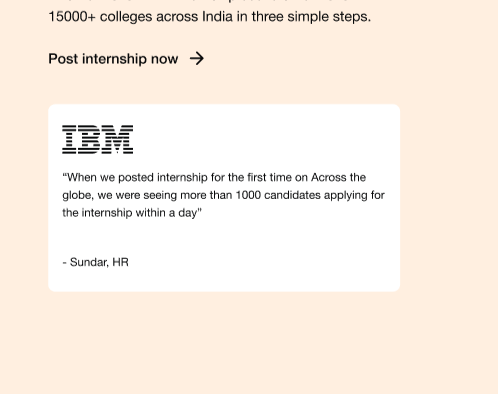 15000+ colleges across India in three simple steps.
Post internship now
IBM
“When we posted internship for the first time on Across the
globe, we were seeing more than 1000 candidates applying for
the internship within a day”
- Sundar, HR